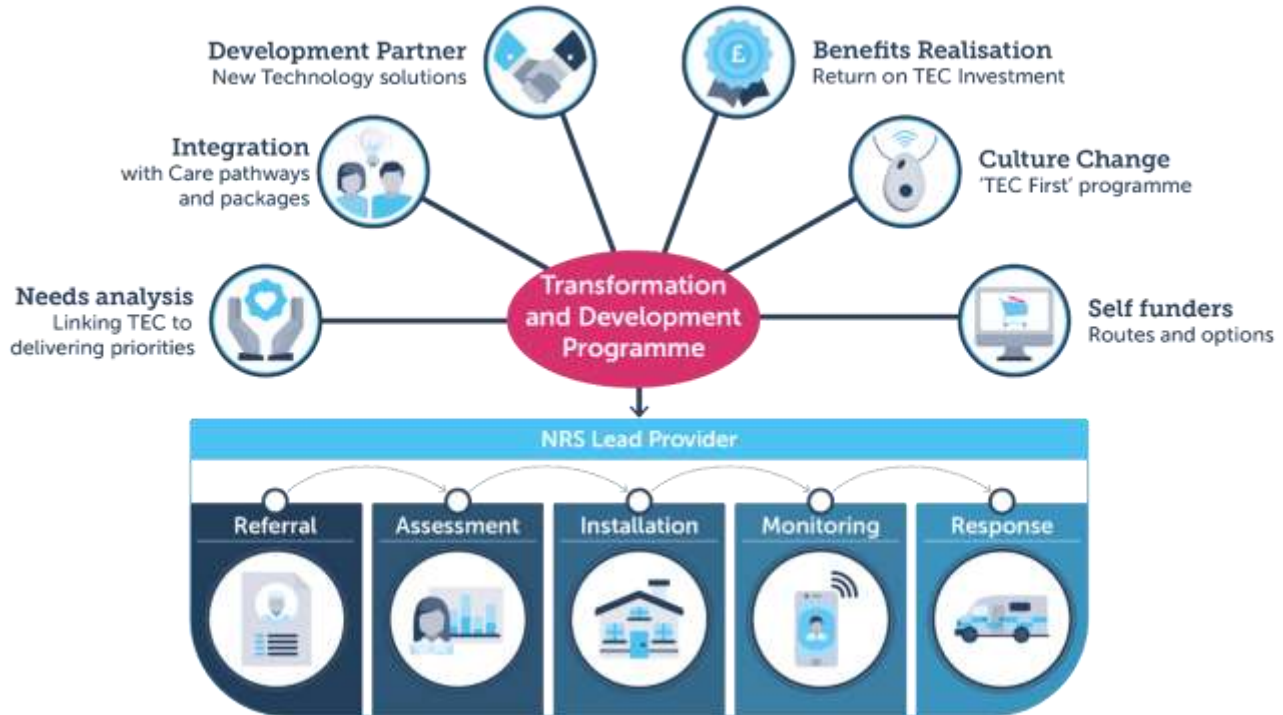 Development Partner
New Technology solutions
£
Benefits Realisation
Return on TEC Investment
Integration
with Care pathways
and packages
Culture Change
'TEC First' programme
Needs analysis
Linking TEC to
delivering priorities
Transformation
and Development
Programme
Self funders
Routes and options
NRS Lead Provider
Referral
Assessment
Installation
Monitoring
Response